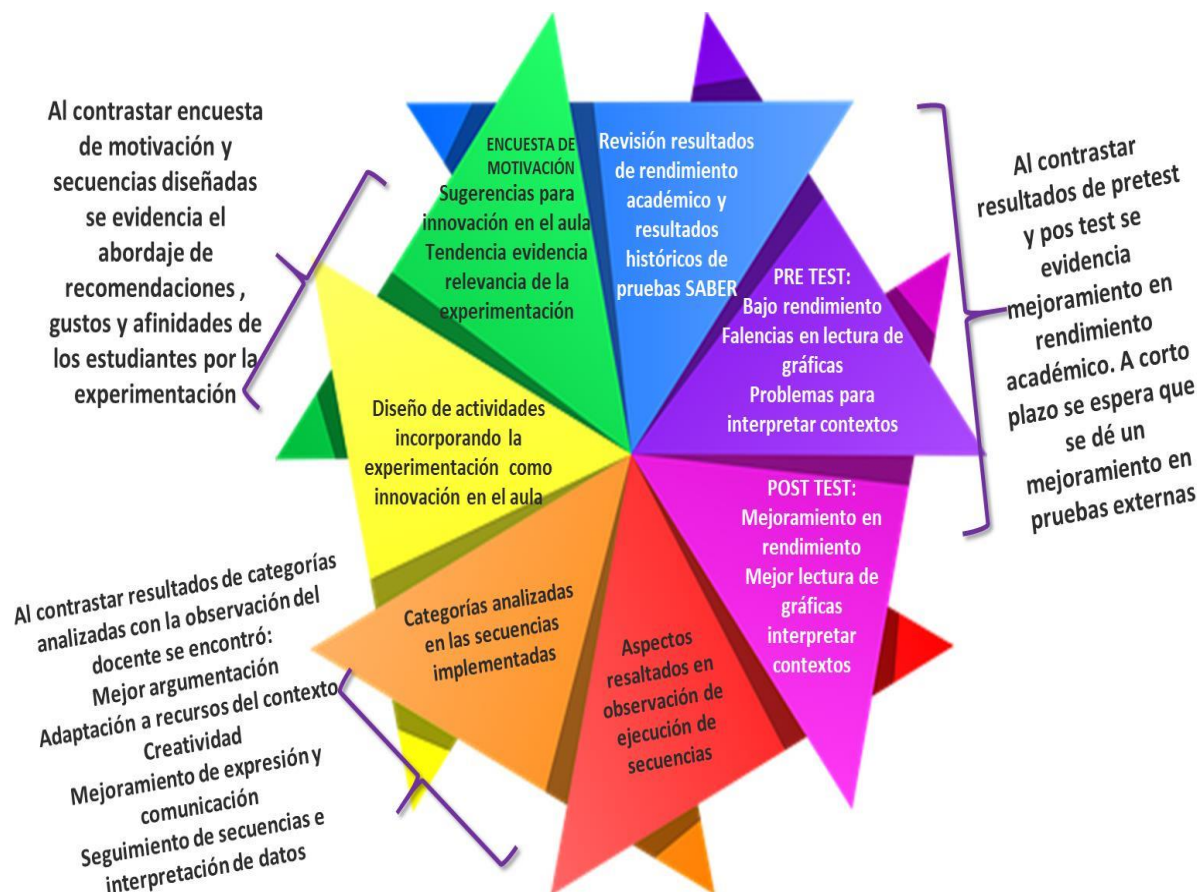 Al contrastar encuesta
de motivación y
secuencias diseñadas
se evidencia el
abordaje de
recomendaciones ,
gustos y afinidades de
los estudiantes por la
experimentación
ENCUESTA DE
MOTIVACIÓN
Sugerencias para
innovación en el aula
Tendencia evidencia
relevancia de la
experimentación
Revisión resultados
de rendimiento
académico y
resultados
históricos de
pruebas SABER
PRE TEST:
Bajo rendimiento
Falencias en lectura de
gráficas
Problemas para
interpretar contextos
Al contrastar
resultados de pretest
y pos test se
evidencia
mejoramiento en
rendimiento
académico. A corto
plazo se espera que
se dé un
mejoramiento en
pruebas externas
Diseño de actividades
incorporando la
experimentación como
innovación en el aula
POST TEST:
Mejoramiento en
rendimiento
Mejor lectura de
gráficas
interpretar
contextos
Categorías analizadas
en las secuencias
implementadas
Aspectos
resaltados en
observación de
ejecución de
secuencias
Al contrastar resultados de categorías
analizadas con la observación del
docente se encontró:
Mejor argumentación
Adaptación a recursos del contexto
Creatividad
Mejoramiento de expresión y
comunicación
Seguimiento de secuencias e
interpretación de datos